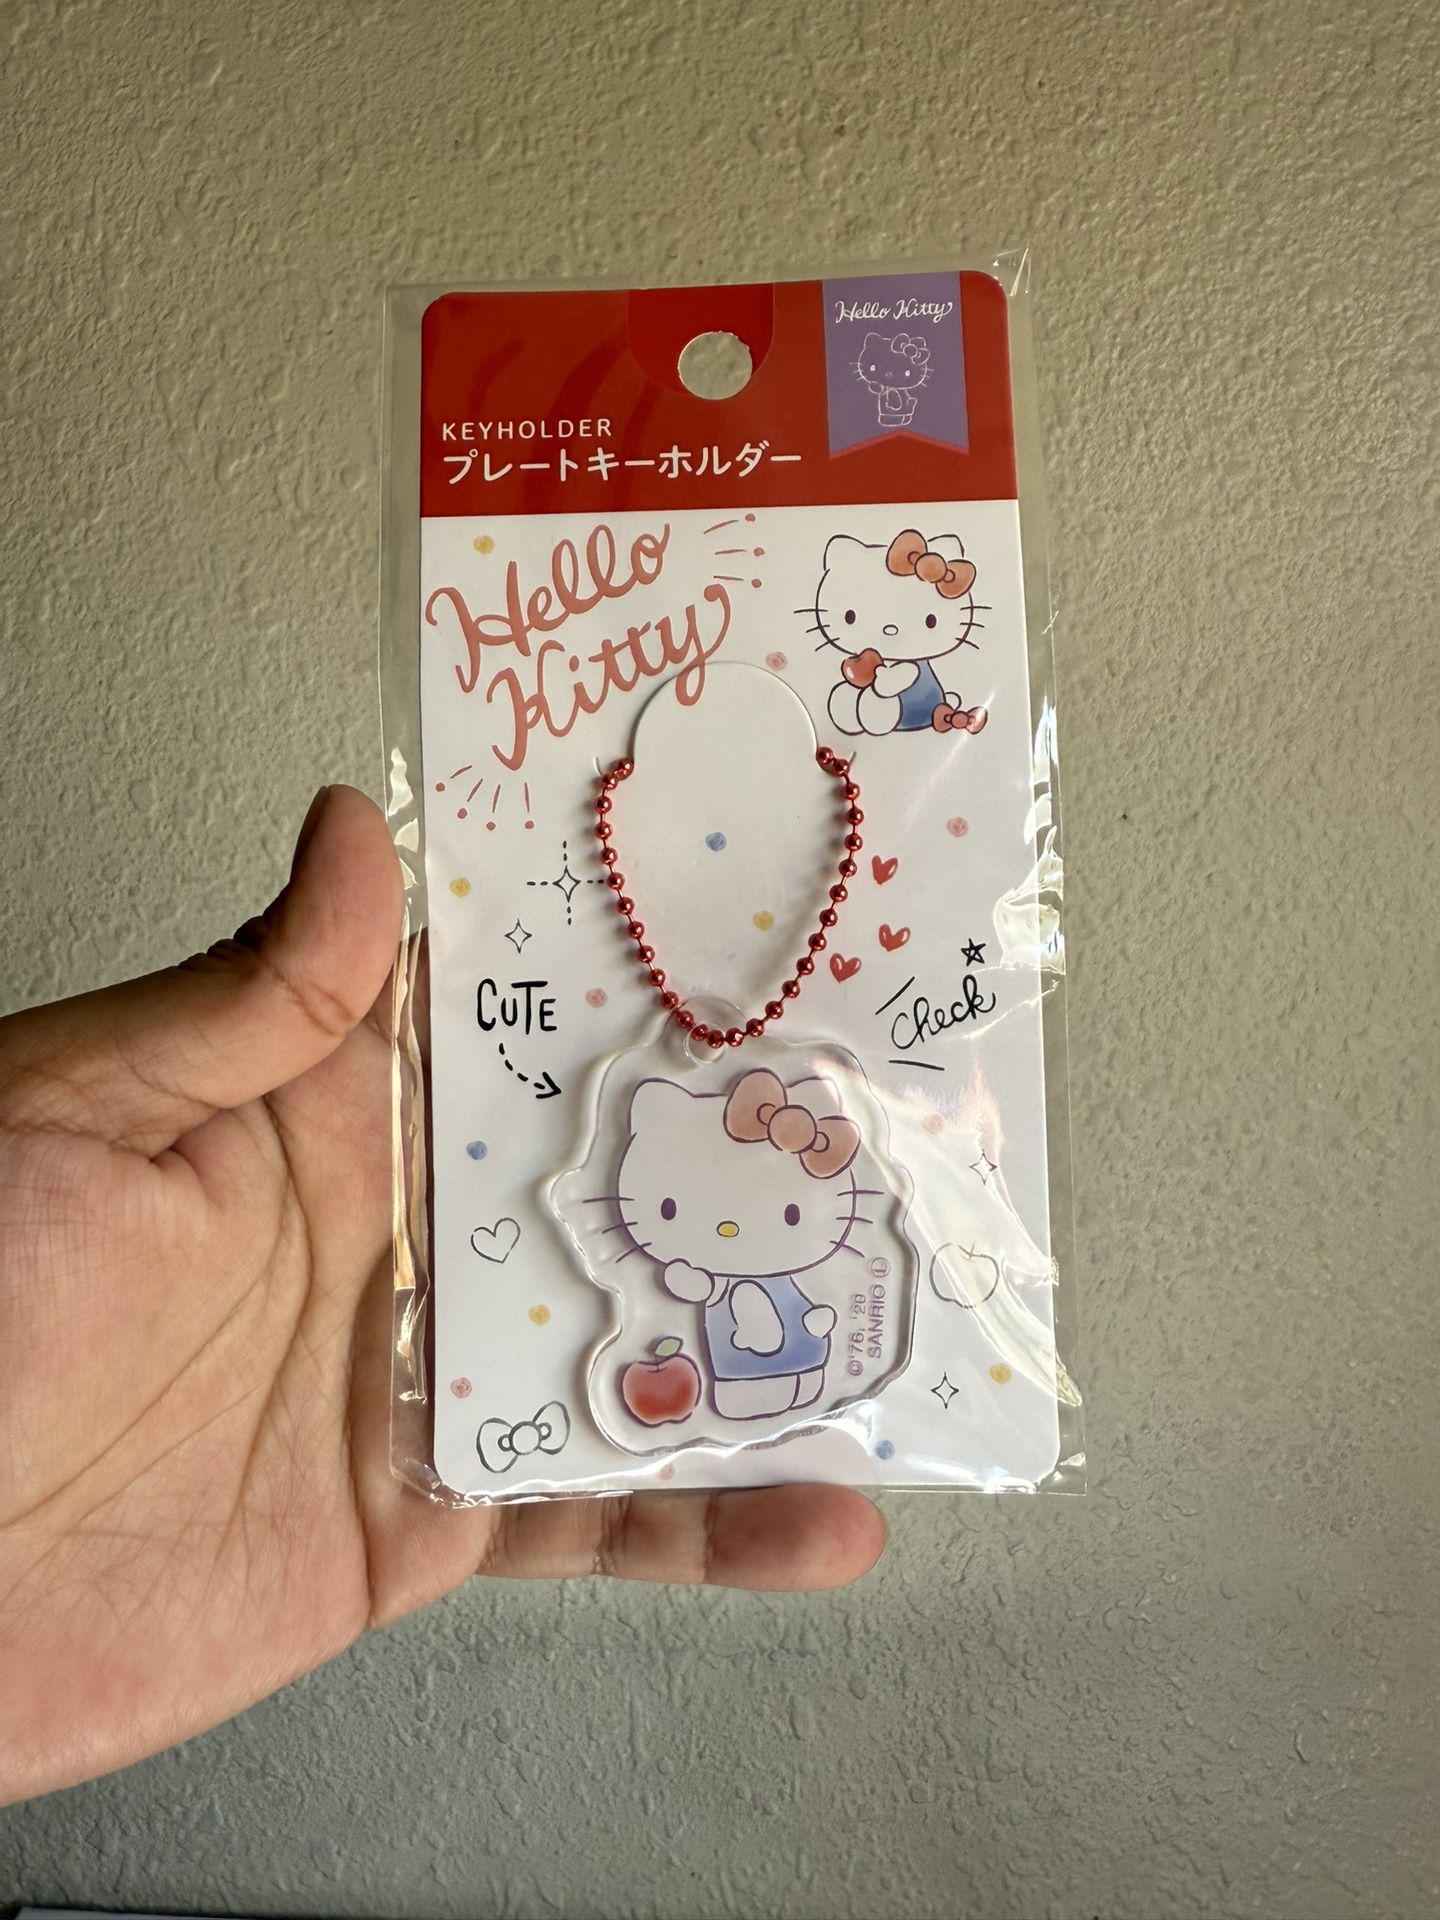 Hello Kitty
KEYHOLDER
プレートキーホルダー
Hello
Kitty
CUTE
Check
©'76, '20
SANRIO Ⓛ